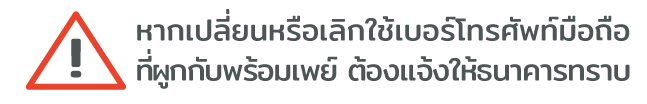 หากเปลี่ยนหรือเลิกใช้เบอร์โทรศัพท์มือถือ
ที่ผูกกับพร้อมเพย์ ต้องแจ้งให้ธนาคารทราบ